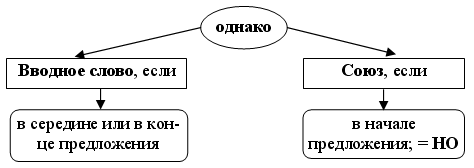 однако
Вводное слово, если
Союз, если
в середине или в кон-
це предложения
в начале
предложения; = НО